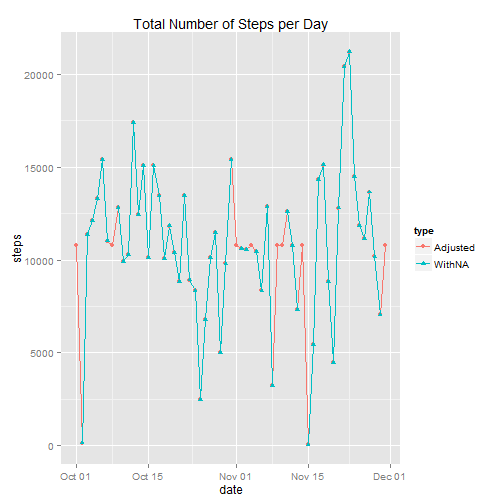 Total Number of Steps per Day
20000
15000
10000
5000
0
steps
Oct 01
Oct 15
Nov 01
Nov 15
Dec 01
date
type
Adjusted
WithNA